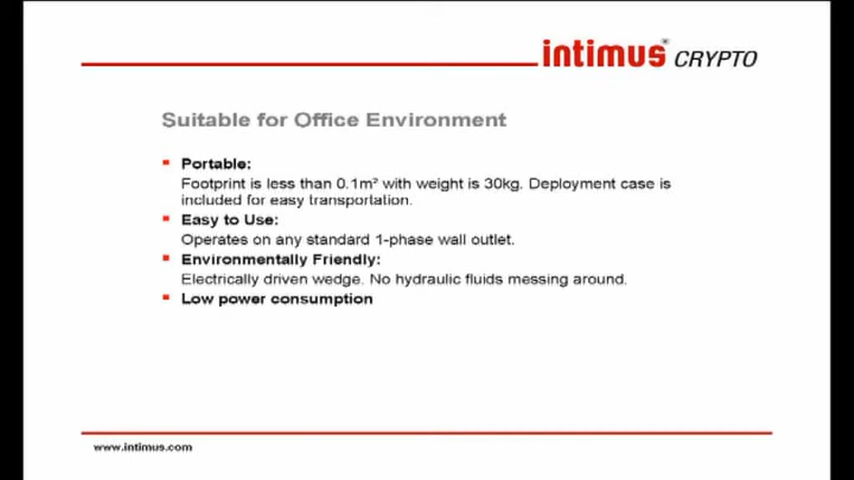 intimus® CRYPTO
Suitable for Office Environment
Portable:
Footprint is less than 0.1m² with weight is 30kg. Deployment case is
included for easy transportation.
Easy to Use:
Operates on any standard 1-phase wall outlet.
Environmentally Friendly:
Electrically driven wedge. No hydraulic fluids messing around.
Low power consumption
www.intimus.com